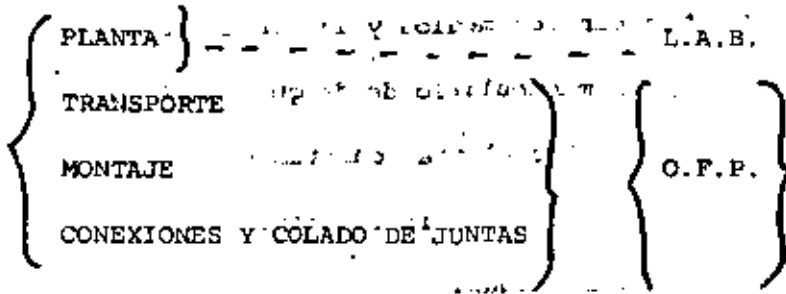 PLANTA L.A.B.
TRANSPORTE
MONTAJE O.F.P.
CONEXIONES Y COLADO DE JUNTAS